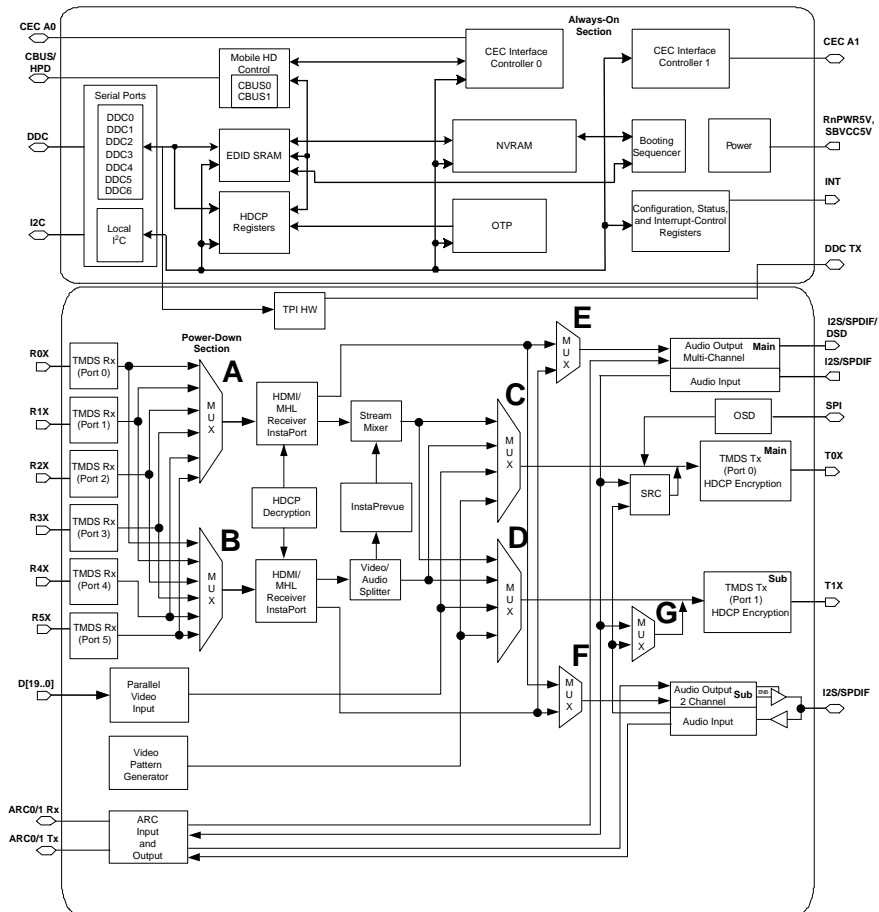 CEC A0
Always-On
Section
CEC Interface
Controller 0
CEC Interface
Controller 1
CEC A1
CBUS/
HPD
Mobile HD
Control
CBUS0
CBUS1
Serial Ports
DDC0
DDC1
DDC2
DDC3
DDC4
DDC5
DDC6
DDC
EDID SRAM
NVRAM
Booting
Sequencer
Power
RnPWR5V,
SBVCC5V
INT
I2C
Local
I²C
HDCP
Registers
OTP
Configuration, Status,
and Interrupt-Control
Registers
DDC TX
TPI HW
Power-Down
Section
R0X
TMDS Rx
(Port 0)
R1X
TMDS Rx
(Port 1)
R2X
TMDS Rx
(Port 2)
R3X
TMDS Rx
(Port 3)
R4X
TMDS Rx
(Port 4)
R5X
TMDS Rx
(Port 5)
A
MUX
B
MUX
HDMI/
MHL
Receiver
InstaPort
HDCP
Decryption
HDMI/
MHL
Receiver
InstaPort
Stream
Mixer
InstaPrevue
Video/
Audio
Splitter
C
MUX
D
MUX
E
MUX
F
MUX
G
MUX
Audio Output
Multi-Channel
Main
Audio Input
I2S/SPDIF/
DSD
I2S/SPDIF
OSD
SPI
SRC
Main
TMDS Tx
(Port 0)
HDCP Encryption
T0X
Sub
TMDS Tx
(Port 1)
HDCP Encryption
T1X
Audio Output
2 Channel
Sub
ENB
Audio Input
I2S/SPDIF
D[19..0]
Parallel
Video
Input
Video
Pattern
Generator
ARC0/1 Rx
ARC0/1 Tx
ARC
Input
and
Output